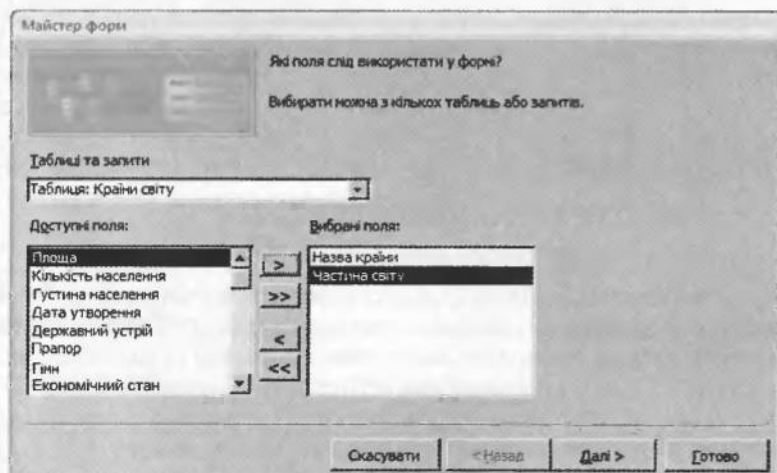 Майстер форм
Які поля слід використати у формі?
Вибирати можна з кількох таблиць або запитів.
Таблиці та запити
Таблиця: Країни світу
Доступні поля:
Вибрані поля:
Площа
Кількість населення
Густина населення
Дата утворення
Державний устрій
Прапор
Гімн
Економічний стан
>
>>
<
<<
Назва країни
Частина світу
Скасувати
< Назад
Далі >
Готово